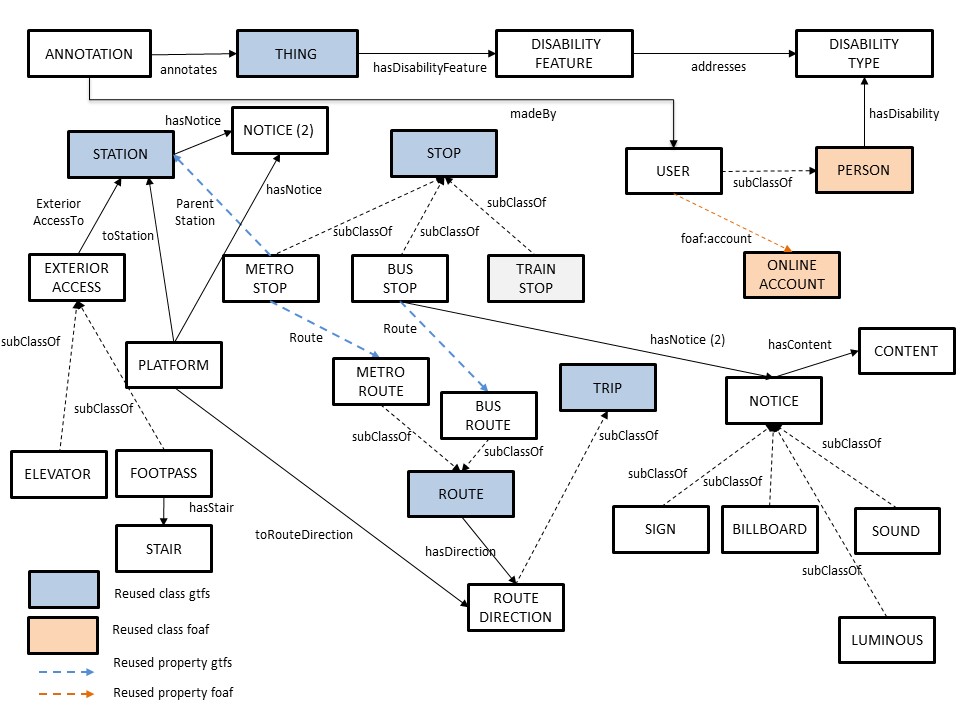 ANNOTATION
annotates
THING
hasDisabilityFeature
DISABILITY
FEATURE
addresses
DISABILITY
TYPE
madeBy
hasDisability
hasNotice
NOTICE (2)
STATION
STOP
USER
subClassOf
PERSON
hasNotice
Exterior
AccessTo
toStation
Parent
Station
subClassOf
subClassOf
subClassOf
foaf:account
ONLINE
ACCOUNT
EXTERIOR
ACCESS
METRO
STOP
BUS
STOP
TRAIN
STOP
subClassOf
PLATFORM
Route
Route
hasNotice (2)
hasContent
CONTENT
METRO
ROUTE
BUS
ROUTE
TRIP
NOTICE
subClassOf
subClassOf
subClassOf
subClassOf
subClassOf
subClassOf
subClassOf
ELEVATOR
FOOTPASS
hasStair
STAIR
ROUTE
SIGN
BILLBOARD
SOUND
toRouteDirection
hasDirection
subClassOf
ROUTE
DIRECTION
LUMINOUS
Reused class gtfs
Reused class foaf
Reused property gtfs
Reused property foaf